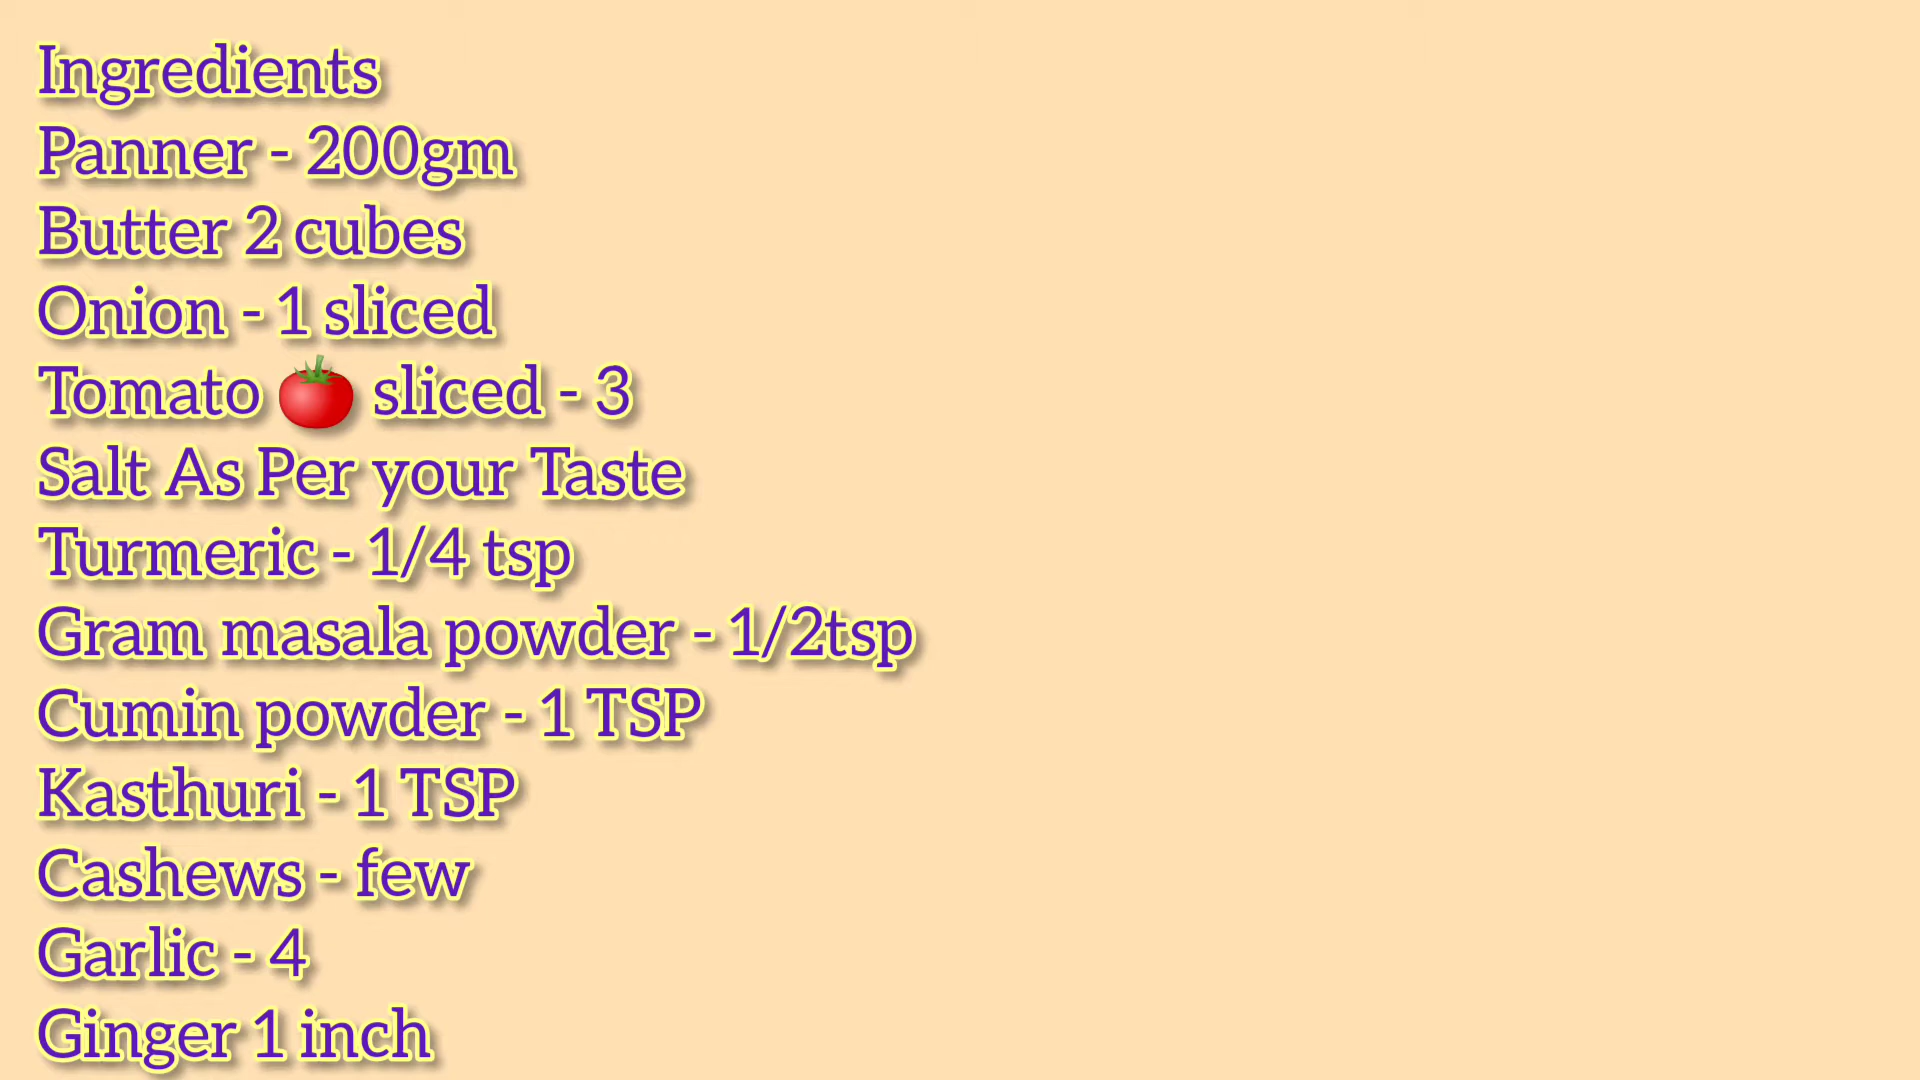 Ingredients
Panner - 200gm
Butter 2 cubes
Onion - 1 sliced
Tomato 🍅 sliced - 3
Salt As Per your Taste
Turmeric - 1/4 tsp
Gram masala powder - 1/2tsp
Cumin powder - 1 TSP
Kasthuri - 1 TSP
Cashews - few
Garlic - 4
Ginger 1 inch